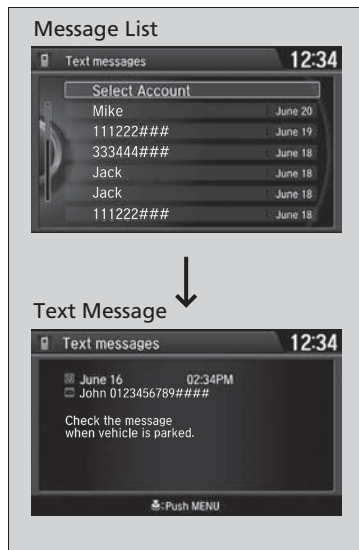 Message List
Text messages 12:34
Select Account
Mike June 20
111222### June 19
333444### June 18
Jack June 18
Jack June 18
111222### June 18
Text Message
Text messages 12:34
June 16 02:34PM
John 0123456789####
Check the message
when vehicle is parked.
:Push MENU